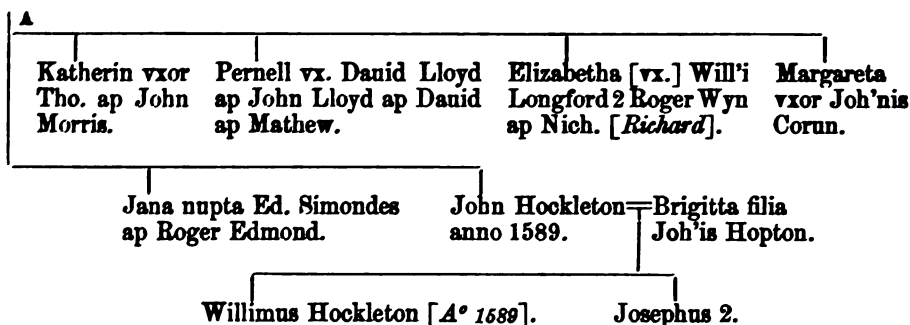 A
Katherin vxor
Tho. ap John
Morris.
Pernell vx. Dauid Lloyd
ap John Lloyd ap Dauid
ap Mathew.
Elizabetha [vx.] Will'i
Longford 2 Roger Wyn
ap Nich. [Richard].
Margareta
vxor Joh'nis
Corun.
Jana nupta Ed. Simondes
ap Roger Edmond.
John Hockleton
anno 1589.
Brigitta filia
Joh'is Hopton.
Willimus Hockleton [Aº 1589].
Josephus 2.